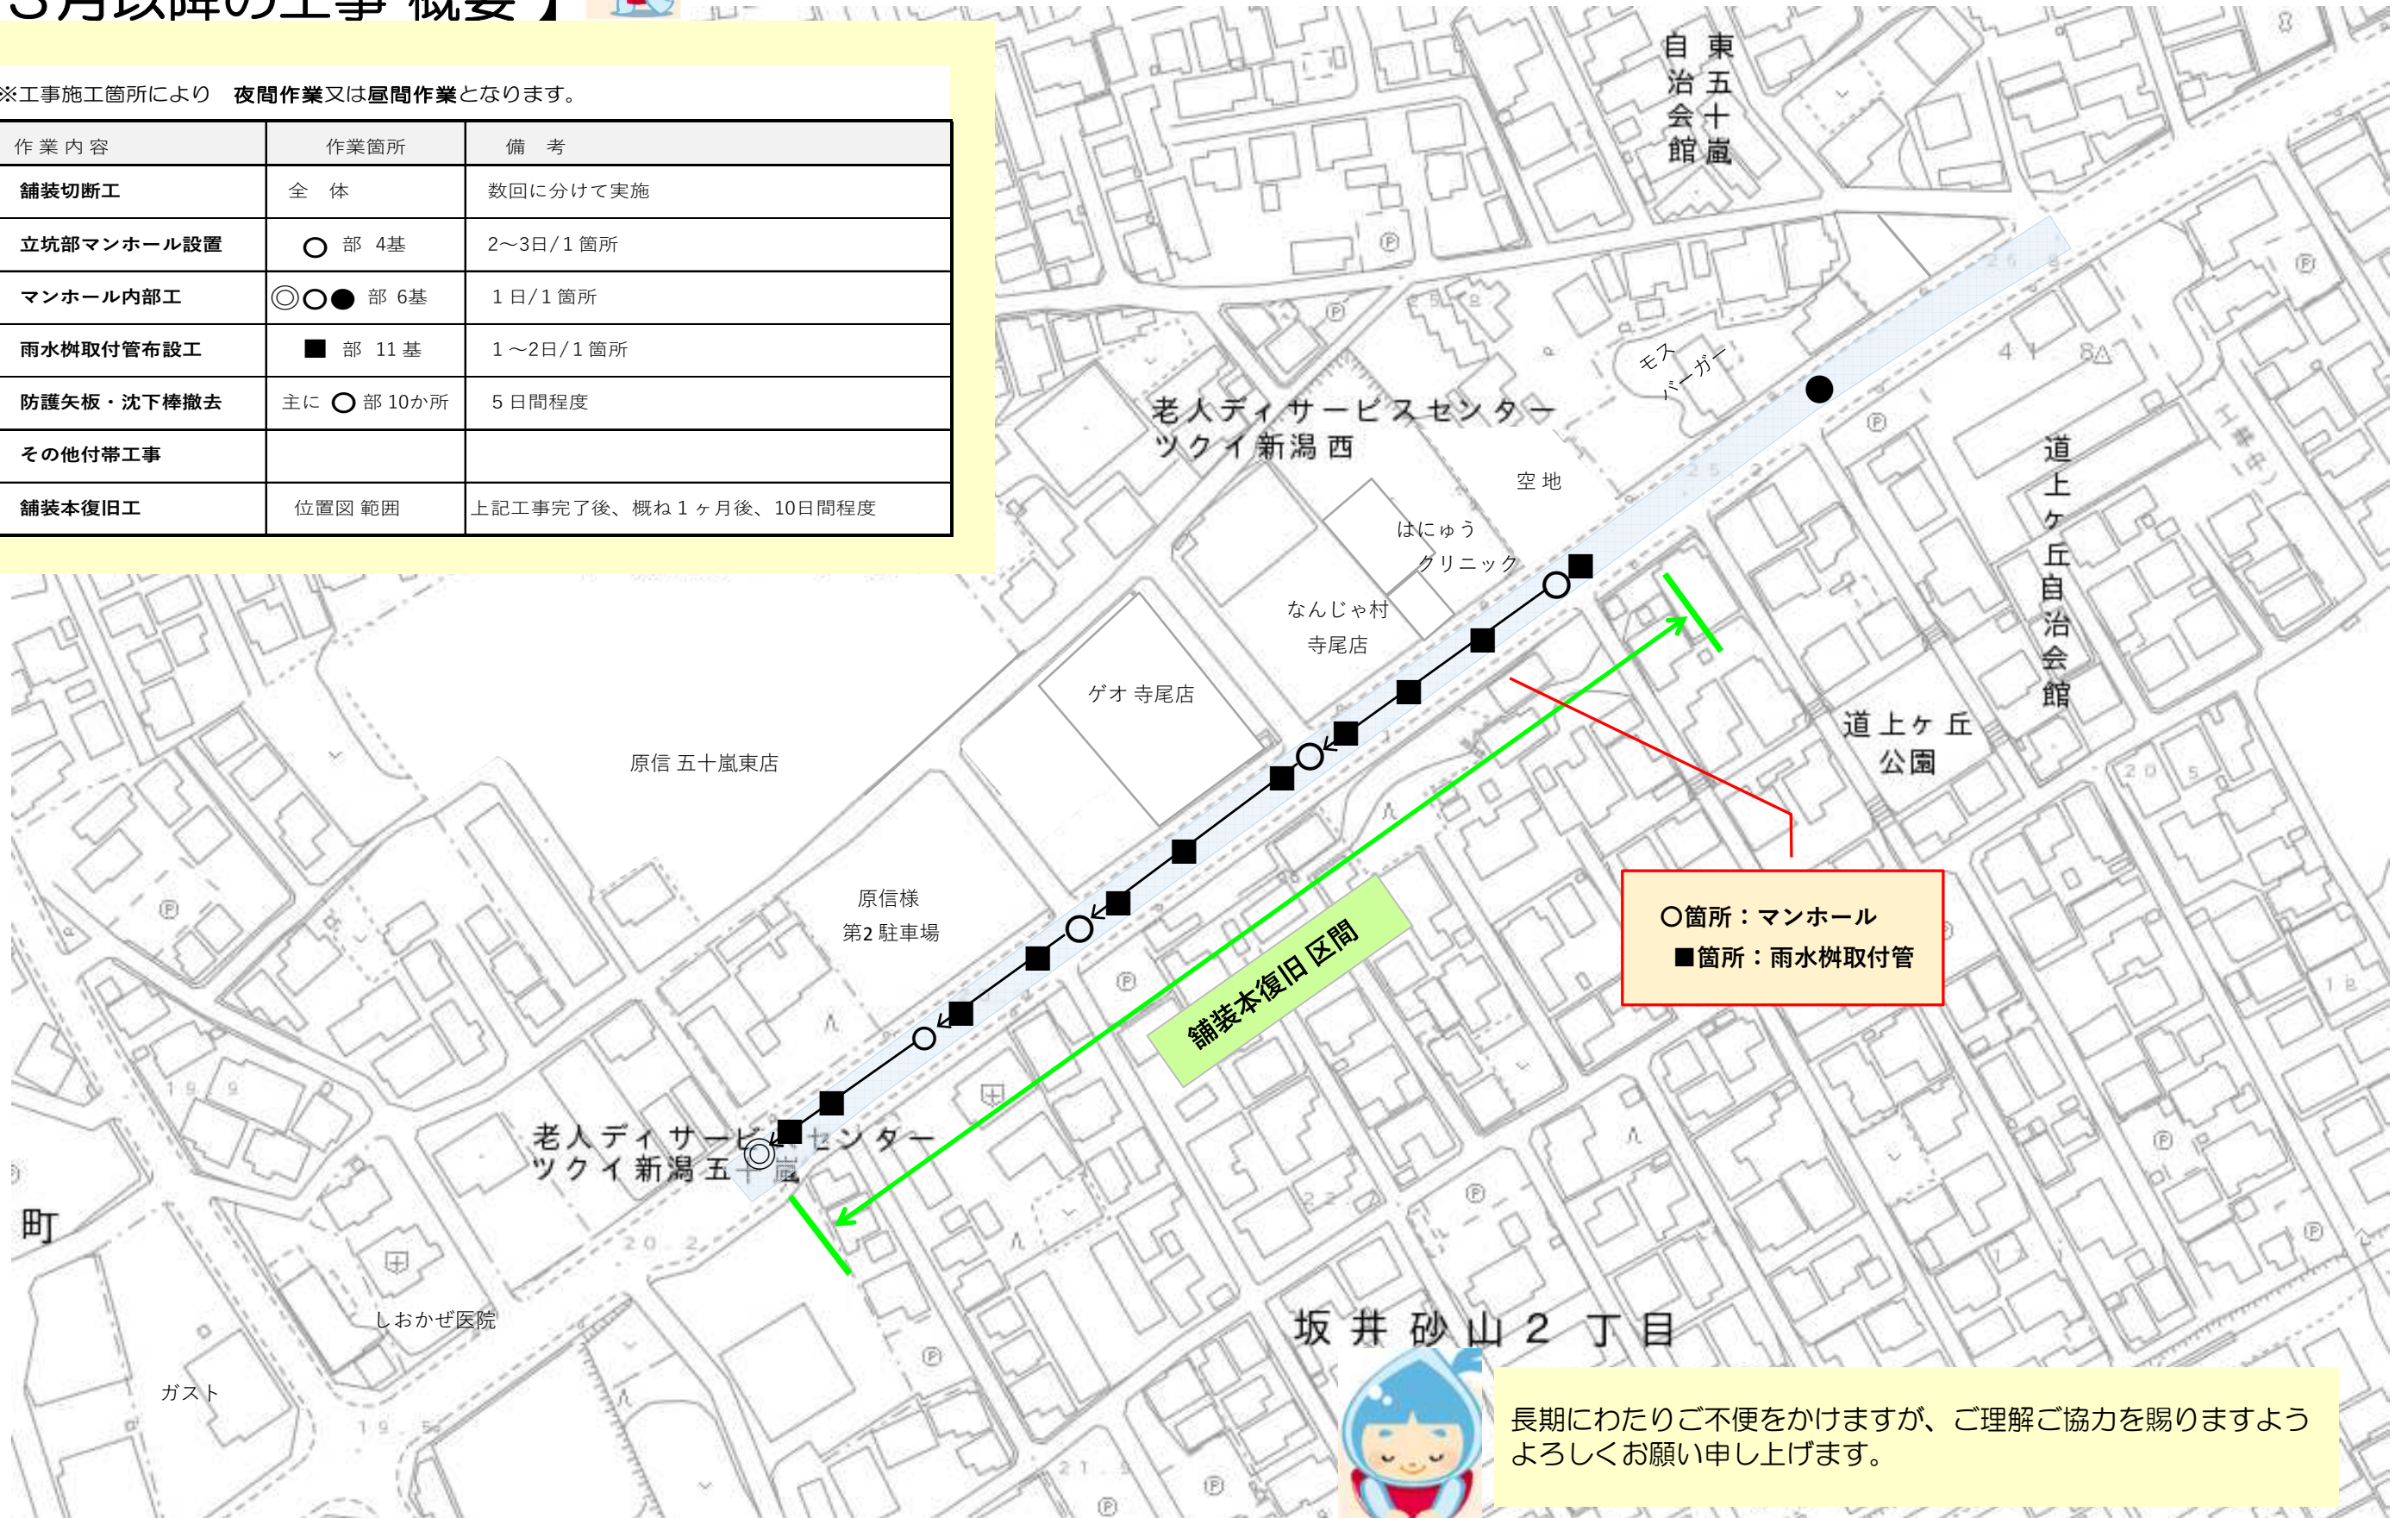 月以降の工事 概要】
※工事施工箇所により　夜間作業又は昼間作業となります。
作 業 内 容　作業箇所　備　考
舗装切断工　全　体　数回に分けて実施
立坑部マンホール設置　○ 部 4基　2～3日/1 箇所
マンホール内部工　◎○● 部 6基　1 日/1 箇所
雨水桝取付管布設工　■ 部 11 基　1 ～2日/1 箇所
防護矢板・沈下棒撤去　主に ○ 部 10か所　5 日間程度
その他付帯工事
舗装本復旧工　位置図 範囲　上記工事完了後、概ね 1 ヶ月後、10日間程度
東五十嵐
自治会館
モス
バーガー
老人ディサービスセンター
ツクイ新潟西
空 地
はにゅう
クリニック
なんじゃ村
寺尾店
ゲオ 寺尾店
原信 五十嵐東店
原信様
第2 駐車場
道上ヶ丘自治会館
道上ヶ丘
公園
○箇所：マンホール
■箇所：雨水桝取付管
舗装本復旧 区間
老人ディサービスセンター
ツクイ新潟五十嵐
町
しおかぜ医院
ガスト
19.9
20.2
坂井砂山2丁目
長期にわたりご不便をかけますが、ご理解ご協力を賜りますよう
よろしくお願い申し上げます。